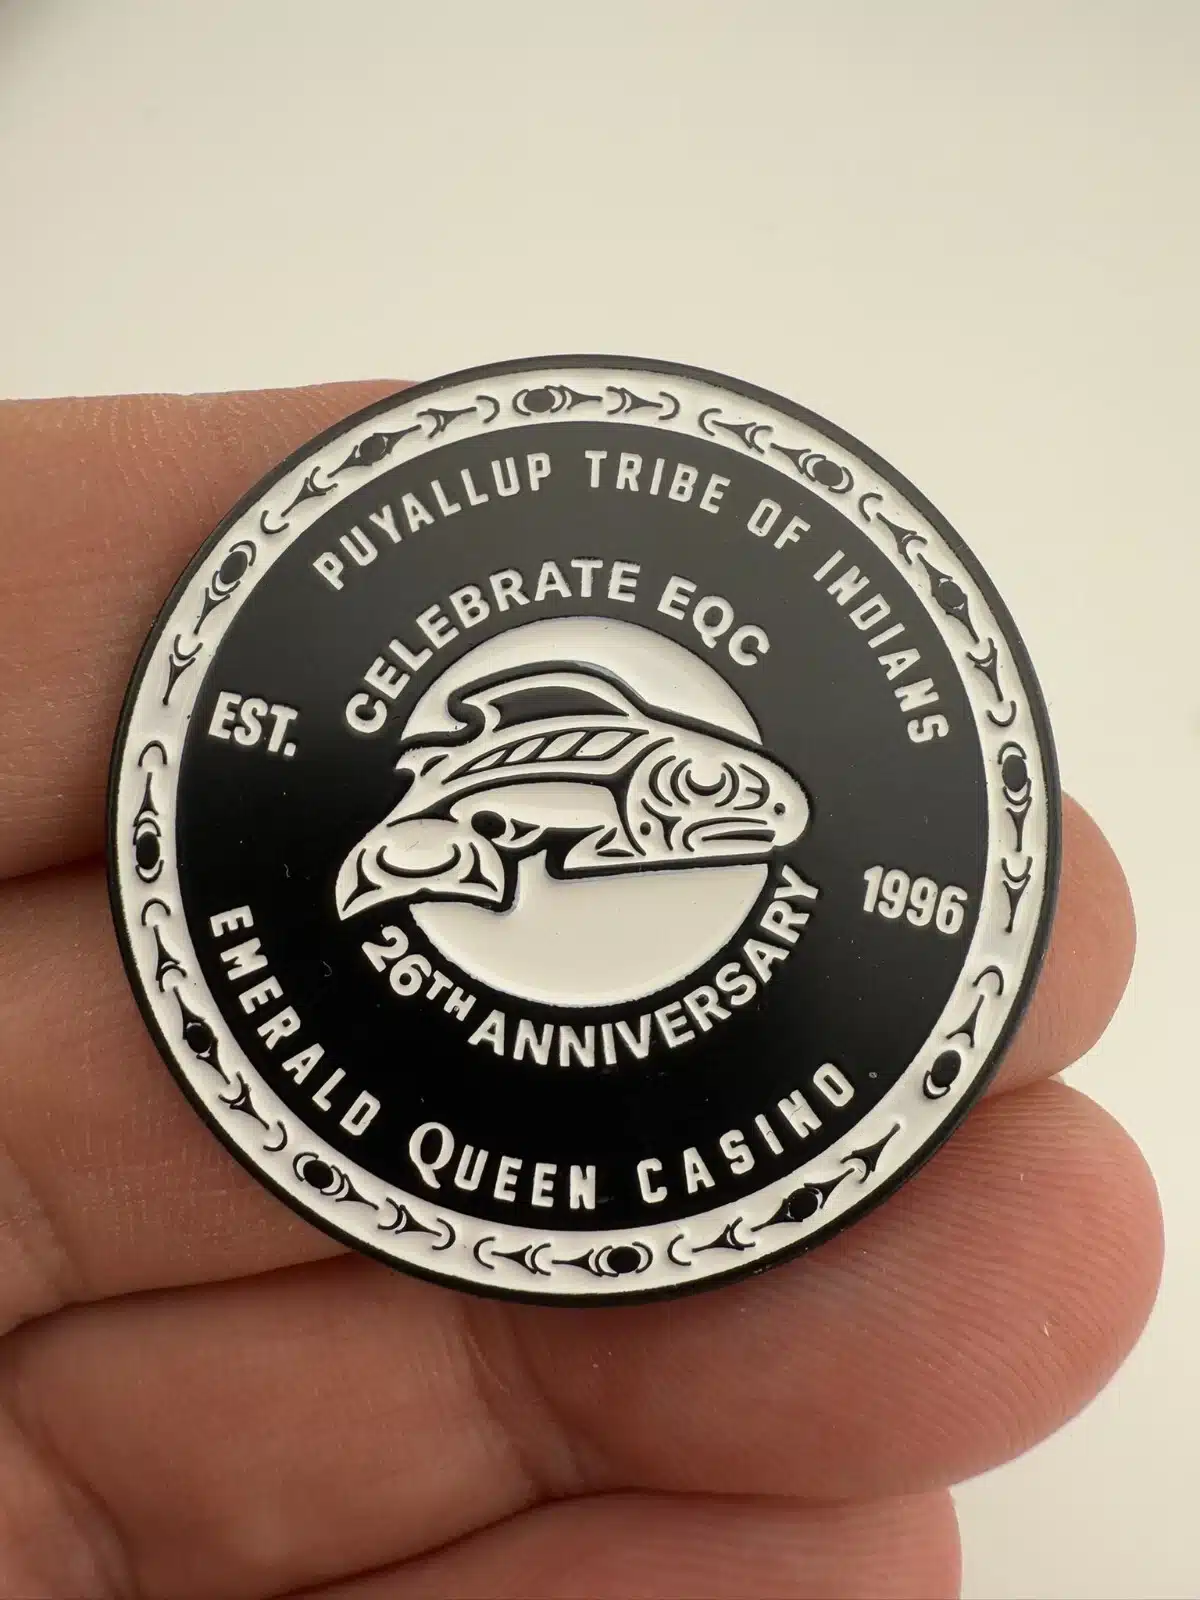 PUYALLUP TRIBE OF INDIANS
CELEBRATE EQC
EST.
1996
26TH ANNIVERSARY
EMERALD QUEEN CASINO